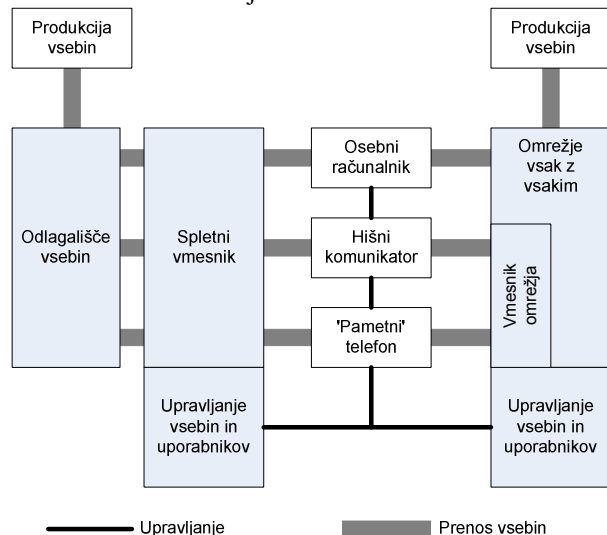 Produkcija
vsebin
Produkcija
vsebin
Odlagališče
vsebin
Spletni
vmesnik
Osebni
računalnik
Hišni
komunikator
'Pametni'
telefon
Omrežje
vsak z
vsakim
Vmesnik
omrežja
Upravljanje
vsebin in
uporabnikov
Upravljanje
vsebin in
uporabnikov
Upravljanje
Prenos vsebin